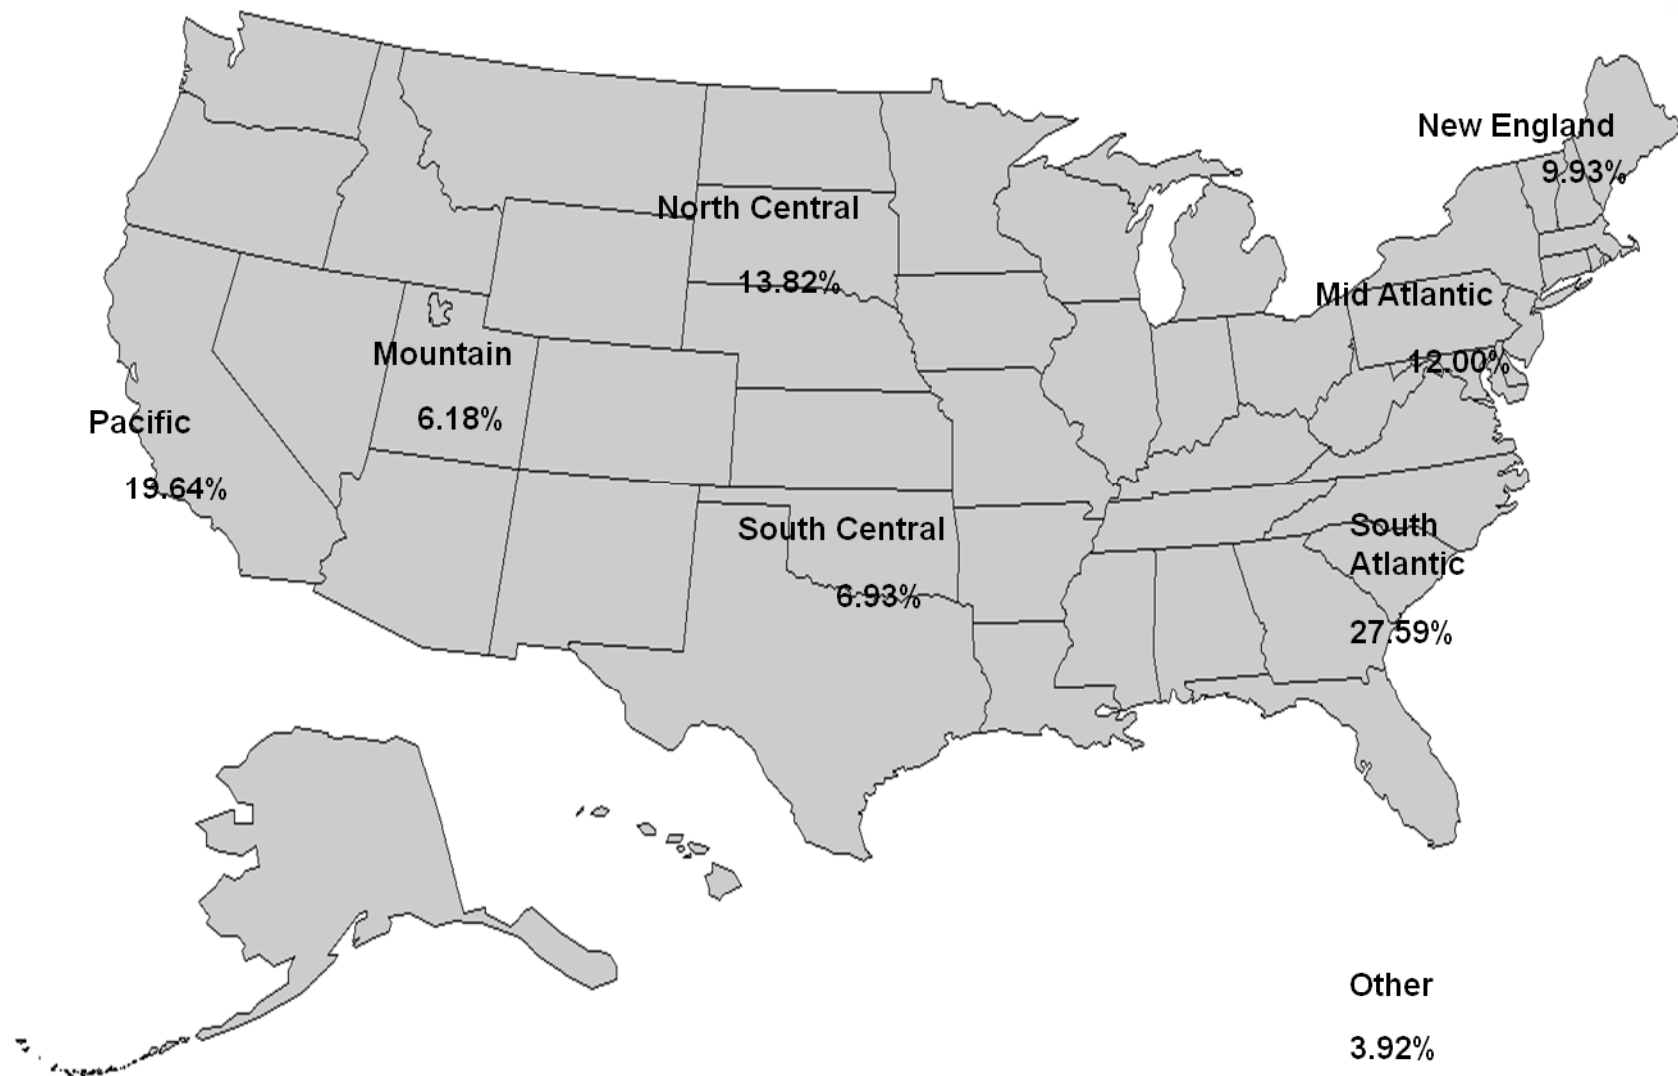 New England
9.93%
North Central
13.82%
Mid Atlantic
12.00%
Mountain
6.18%
Pacific
19.64%
South Central
6.93%
South
Atlantic
27.59%
Other
3.92%